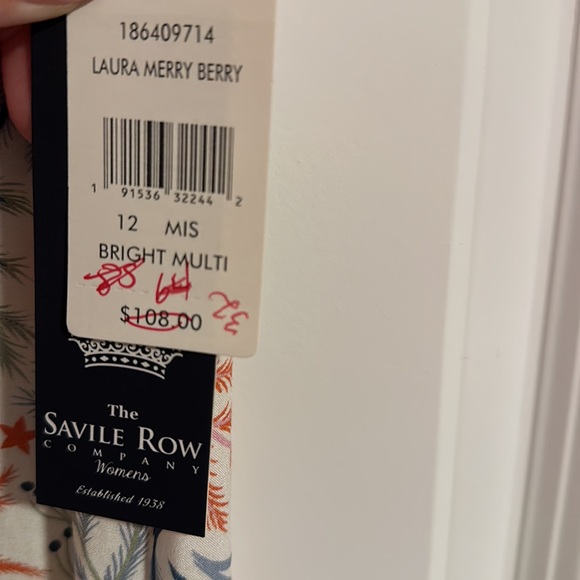 186409714
LAURA MERRY BERRY
1 91536 32244 2
12 MIS
BRIGHT MULTI
88 64
32
$108.00
The
SAVILE ROW
COMPANY
Womens
Established 1938